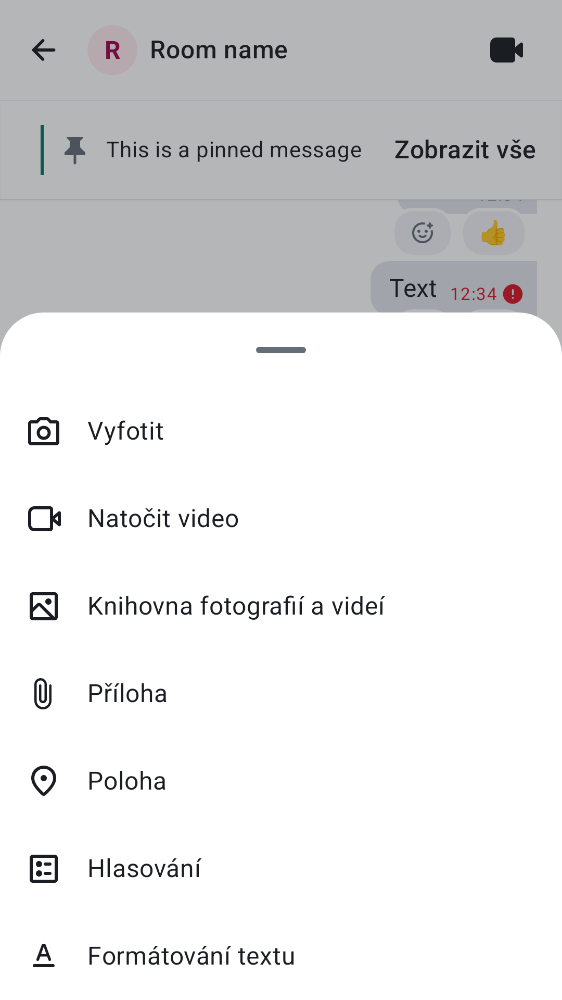 R Room name
This is a pinned message Zobrazit vše
Text 12:34
Vyfotit
Natočit video
Knihovna fotografií a videí
Příloha
Poloha
Hlasování
Formátování textu